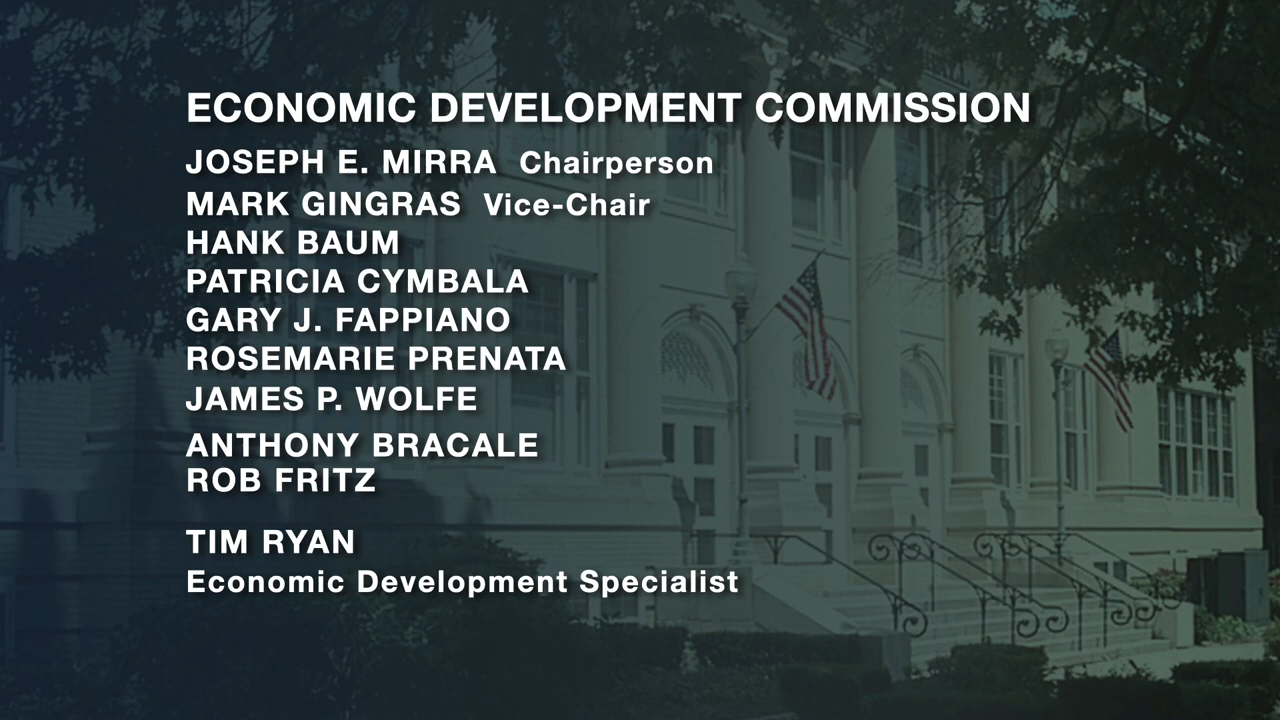 ECONOMIC DEVELOPMENT COMMISSION
JOSEPH E. MIRRA Chairperson
MARK GINGRAS Vice-Chair
HANK BAUM
PATRICIA CYMBALA
GARY J. FAPPIANO
ROSEMARIE PRENATA
JAMES P. WOLFE
ANTHONY BRACALE
ROB FRITZ
TIM RYAN
Economic Development Specialist